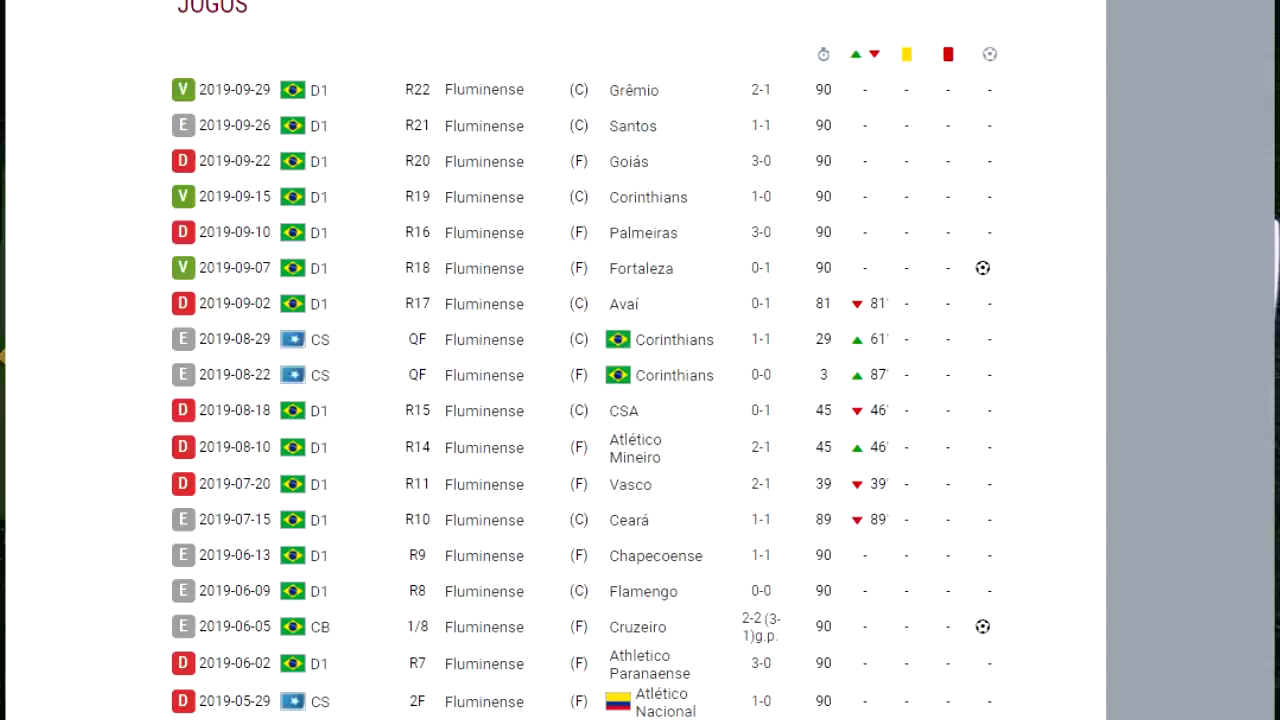 JOGOS
V 2019-09-29 D1 R22 Fluminense (C) Grêmio 2-1 90 - - - -
E 2019-09-26 D1 R21 Fluminense (C) Santos 1-1 90 - - - -
D 2019-09-22 D1 R20 Fluminense (F) Goiás 3-0 90 - - - -
V 2019-09-15 D1 R19 Fluminense (C) Corinthians 1-0 90 - - - -
D 2019-09-10 D1 R16 Fluminense (F) Palmeiras 3-0 90 - - - -
V 2019-09-07 D1 R18 Fluminense (F) Fortaleza 0-1 90 - - -
D 2019-09-02 D1 R17 Fluminense (C) Avaí 0-1 81 81' - - -
E 2019-08-29 CS QF Fluminense (C) Corinthians 1-1 29 61' - - -
E 2019-08-22 CS QF Fluminense (F) Corinthians 0-0 3 87' - - -
D 2019-08-18 D1 R15 Fluminense (C) CSA 0-1 45 46' - - -
D 2019-08-10 D1 R14 Fluminense (F) Atlético Mineiro 2-1 45 46' - - -
D 2019-07-20 D1 R11 Fluminense (F) Vasco 2-1 39 39' - - -
E 2019-07-15 D1 R10 Fluminense (C) Ceará 1-1 89 89' - - -
E 2019-06-13 D1 R9 Fluminense (F) Chapecoense 1-1 90 - - - -
E 2019-06-09 D1 R8 Fluminense (C) Flamengo 0-0 90 - - - -
E 2019-06-05 CB 1/8 Fluminense (F) Cruzeiro 2-2 (3-1)g.p. 90 - - -
D 2019-06-02 D1 R7 Fluminense (F) Athletico Paranaense 3-0 90 - - - -
D 2019-05-29 CS 2F Fluminense (F) Atlético Nacional 1-0 90 - - - -